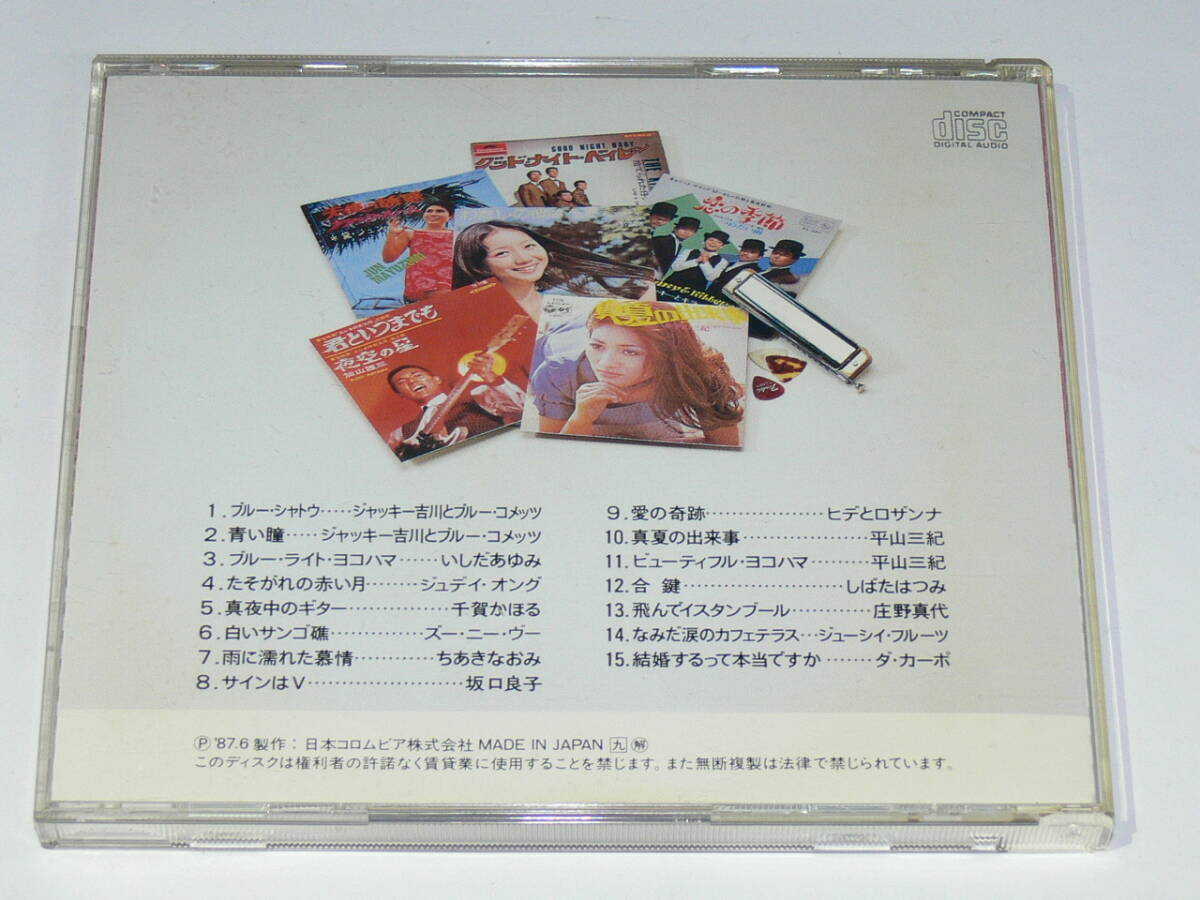 COMPACT
disc
DIGITAL AUDIO
GOOD NIGHT, BABY
グッド・ナイト・ベイビー
恋の季節
JUN MAYUZUMI
君といつまでも
夜空の星
加山雄三
真夏の出来事
1.ブルー・シャトウ·····ジャッキー吉川とブルー・コメッツ
2.青い瞳·····ジャッキー吉川とブルー・コメッツ
3.ブルー・ライト・ヨコハマ······いしだあゆみ
4.たそがれの赤い月·······ジュディ・オング
5.真夜中のギター···········千賀かほる
6.白いサンゴ礁·············ズー・ニー・ヴー
7.雨に濡れた慕情···········ちあきなおみ
8.サインはV······················坂口良子
9.愛の奇跡·················ヒデとロザンナ
10.真夏の出来事·················平山三紀
11.ビューティフル・ヨコハマ·········平山三紀
12.合鍵·······················しばたはつみ
13.飛んでイスタンブール···········庄野真代
14.なみだ涙のカフェテラス···ジューシイ・フルーツ
15.結婚するって本当ですか·······ダ・カーポ
Ⓟ'87.6 製作：日本コロムビア株式会社 MADE IN JAPAN 九 解
このディスクは権利者の許諾なく賃貸業に使用することを禁じます。また無断複製は法律で禁じられています。